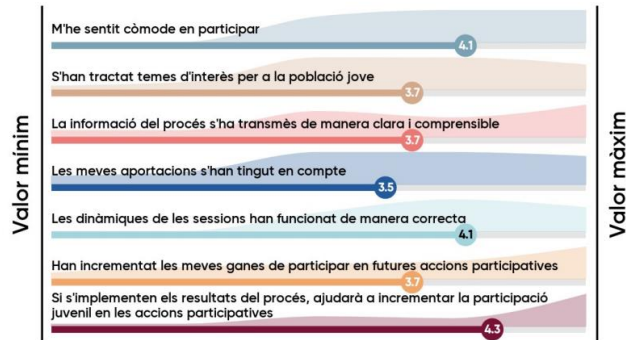 Valor mínim
M'he sentit còmode en participar
4.1
S'han tractat temes d'interès per a la població jove
3.7
La informació del procés s'ha transmès de manera clara i comprensible
3.7
Les meves aportacions s'han tingut en compte
3.5
Les dinàmiques de les sessions han funcionat de manera correcta
4.1
Han incrementat les meves ganes de participar en futures accions participatives
3.7
Si s'implementen els resultats del procés, ajudarà a incrementar la participació
juvenil en les accions participatives
4.3
Valor màxim